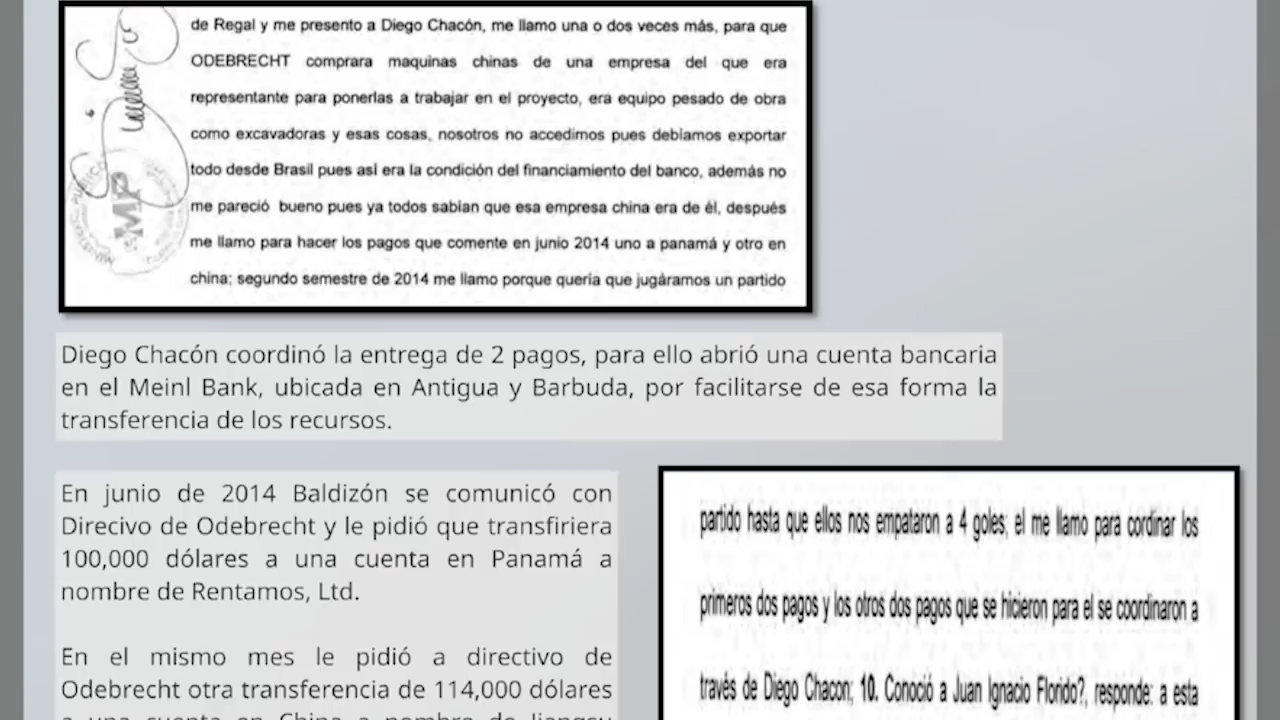 de Regal y me presento a Diego Chacón, me llamo una o dos veces más, para que
ODEBRECHT comprara maquinas chinas de una empresa del que era
representante para ponerlas a trabajar en el proyecto, era equipo pesado de obra
como excavadoras y esas cosas, nosotros no accedimos pues debíamos exportar
todo desde Brasil pues así era la condición del financiamiento del banco, además no
me pareció bueno pues ya todos sabían que esa empresa china era de él, después
me llamo para hacer los pagos que comente en junio 2014 uno a panamá y otro en
china; segundo semestre de 2014 me llamo porque quería que jugáramos un partido
MP
Diego Chacón coordinó la entrega de 2 pagos, para ello abrió una cuenta bancaria
en el Meinl Bank, ubicada en Antigua y Barbuda, por facilitarse de esa forma la
transferencia de los recursos.
En junio de 2014 Baldizón se comunicó con
Direcivo de Odebrecht y le pidió que transfiriera
100,000 dólares a una cuenta en Panamá a
nombre de Rentamos, Ltd.
En el mismo mes le pidió a directivo de
Odebrecht otra transferencia de 114,000 dólares
a una cuenta en China a nombre de Jiangsu
partido hasta que ellos nos empataron a 4 goles; el me llamo para cordinar los
primeros dos pagos y los otros dos pagos que se hicieron para el se coordinaron a
través de Diego Chacon; 10. Conoció a Juan Ignacio Florido?, responde: a esta